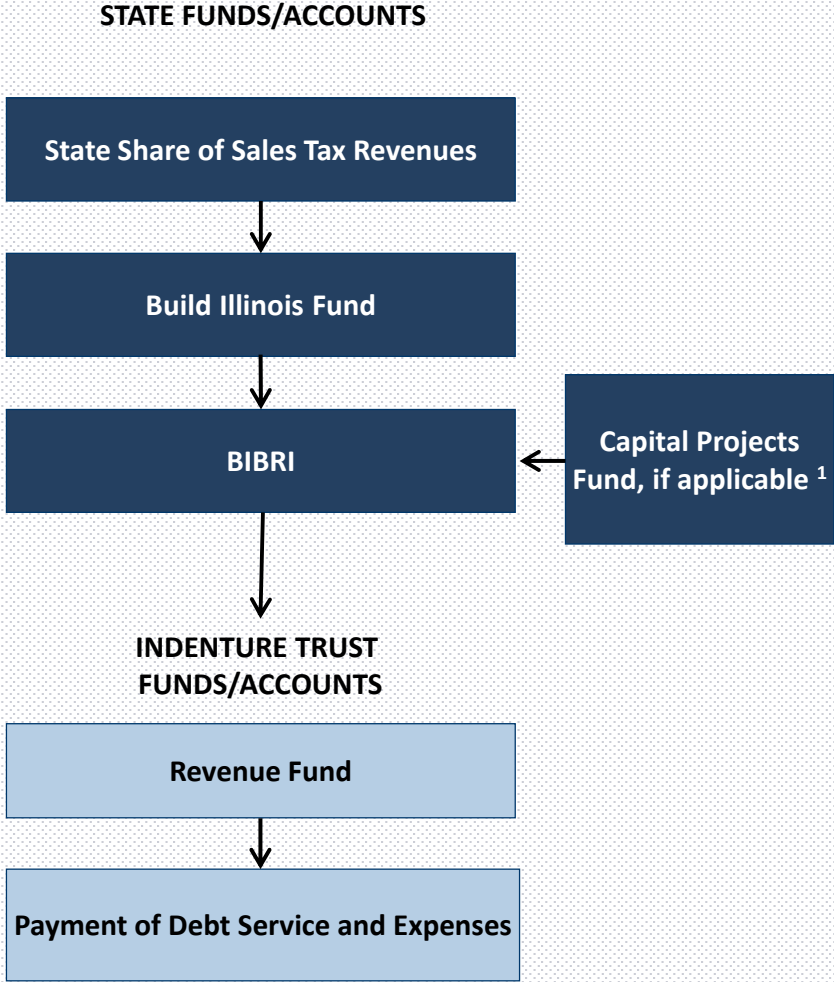 STATE FUNDS/ACCOUNTS
State Share of Sales Tax Revenues
Build Illinois Fund
BIBRI
Capital Projects
Fund, if applicable ¹
INDENTURE TRUST
FUNDS/ACCOUNTS
Revenue Fund
Payment of Debt Service and Expenses